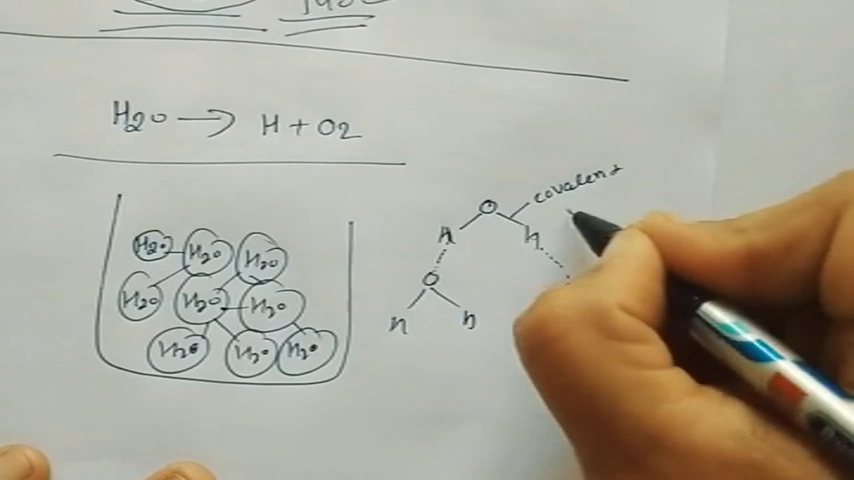 H2O → H + O2
covalent
O
H H
H2O H2O H2O
O
H2O H2O H2O
H H
H2O H2O H2O